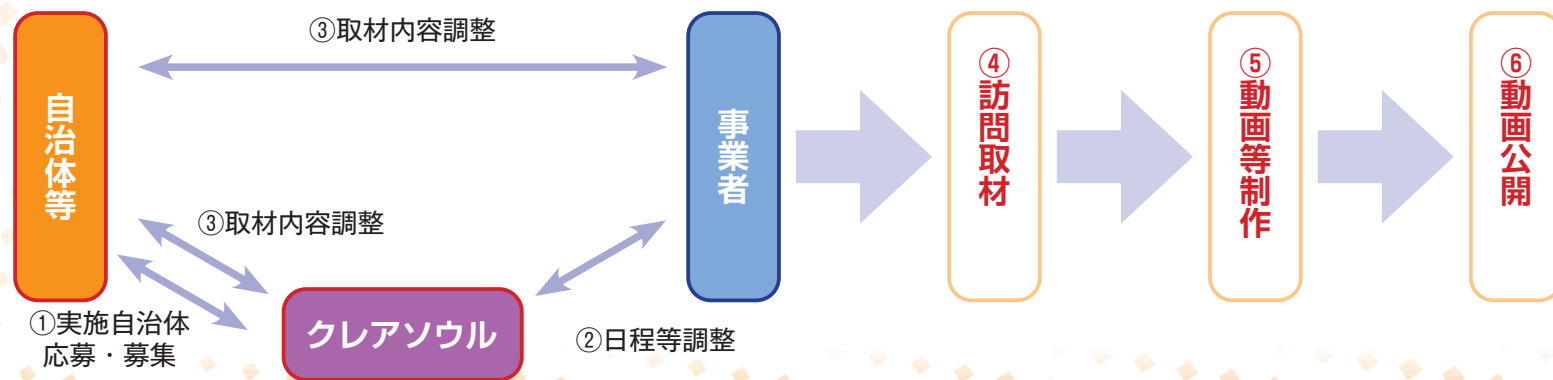 ③取材内容調整
自治体等
事業者
④訪問取材
⑤動画等制作
⑥動画公開
③取材内容調整
①実施自治体
応募・募集
クレアソウル
②日程等調整